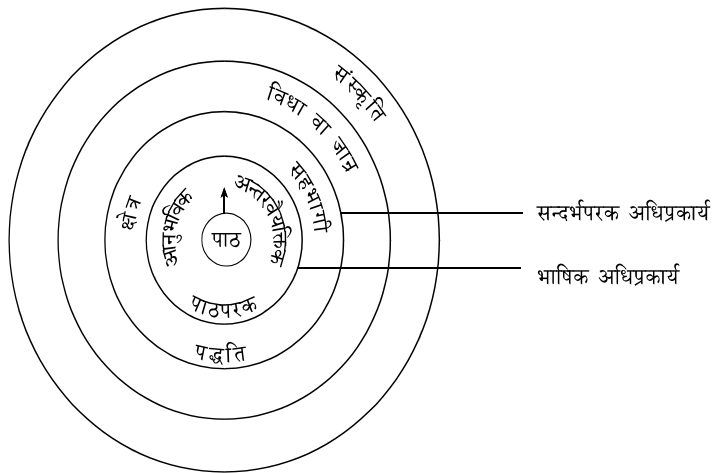 संस्कृति
विधा वा जान्र
क्षेत्र
सहभागी
पद्धति
आनुभविक
अन्तरवैयक्तिक
पाठपरक
पाठ
सन्दर्भपरक अधिप्रकार्य
भाषिक अधिप्रकार्य